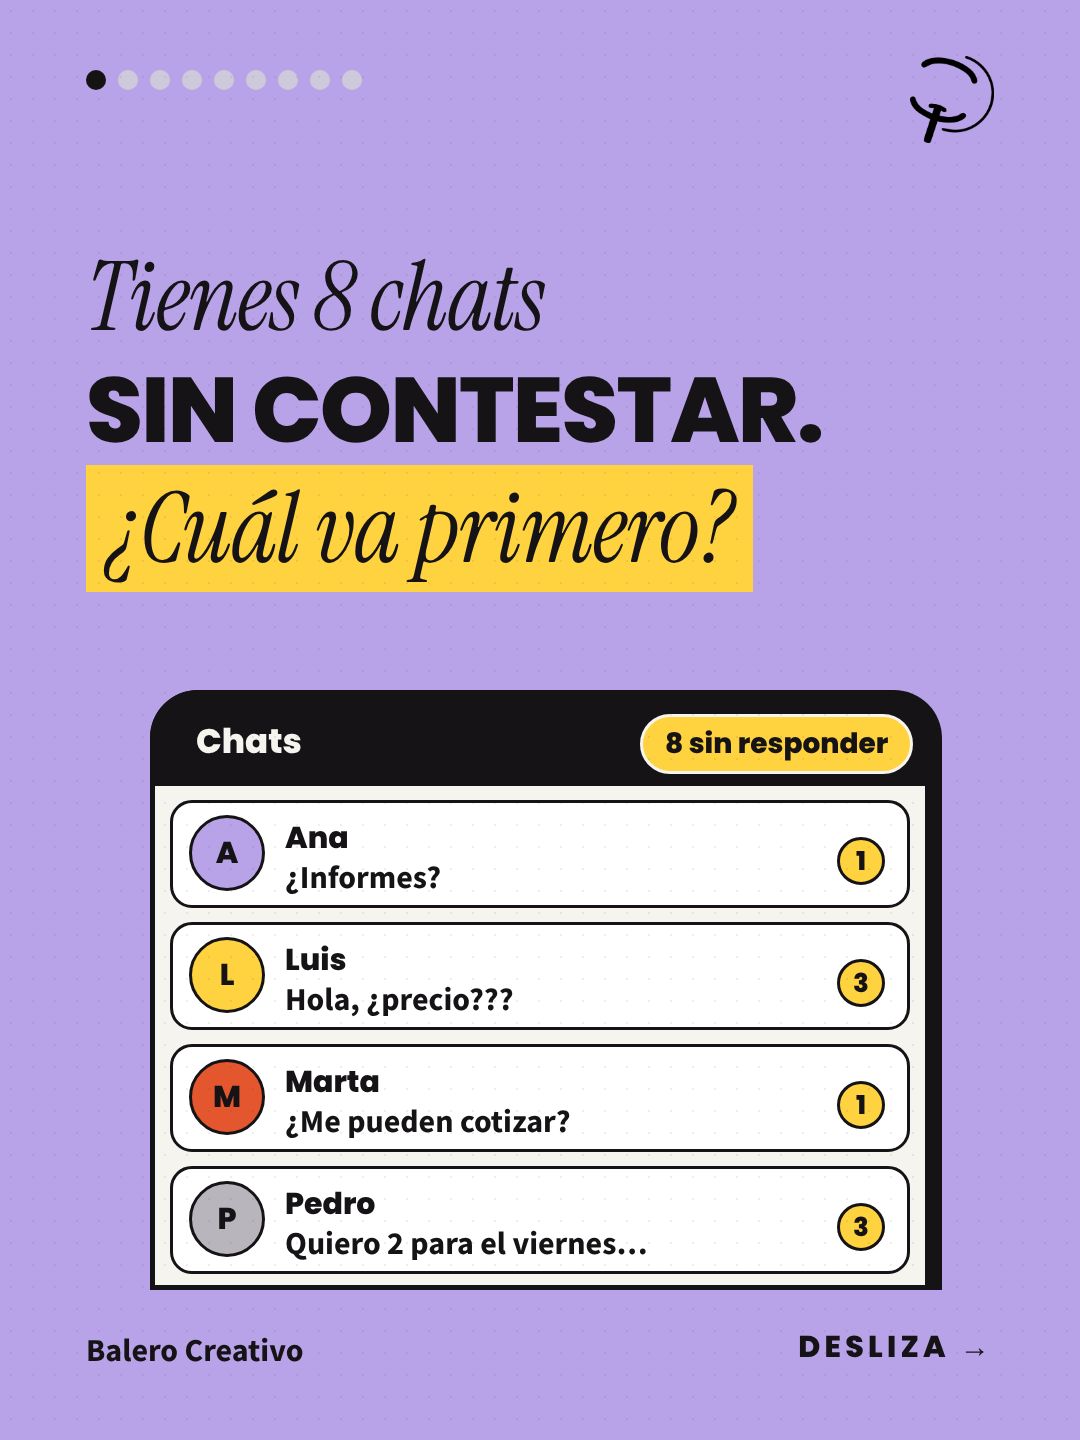 Tienes 8 chats
SIN CONTESTAR.
¿Cuál va primero?
Chats
8 sin responder
A
Ana
¿Informes?
1
L
Luis
Hola, ¿precio???
3
M
Marta
¿Me pueden cotizar?
1
P
Pedro
Quiero 2 para el viernes...
3
Balero Creativo
DESLIZA →